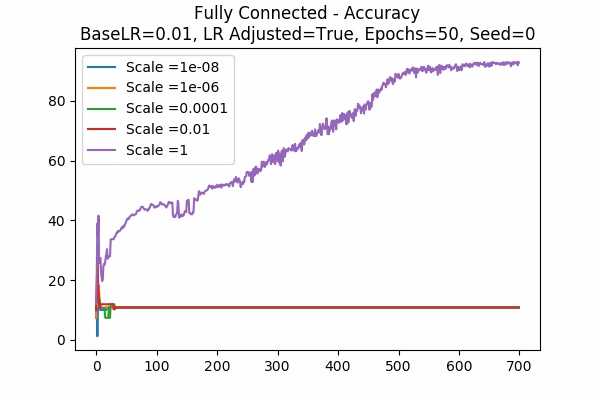 Fully Connected - Accuracy
BaseLR=0.01, LR Adjusted=True, Epochs=50, Seed=0
Scale =1e-08
Scale =1e-06
Scale =0.0001
Scale =0.01
Scale =1
80
60
40
20
0
0 100 200 300 400 500 600 700